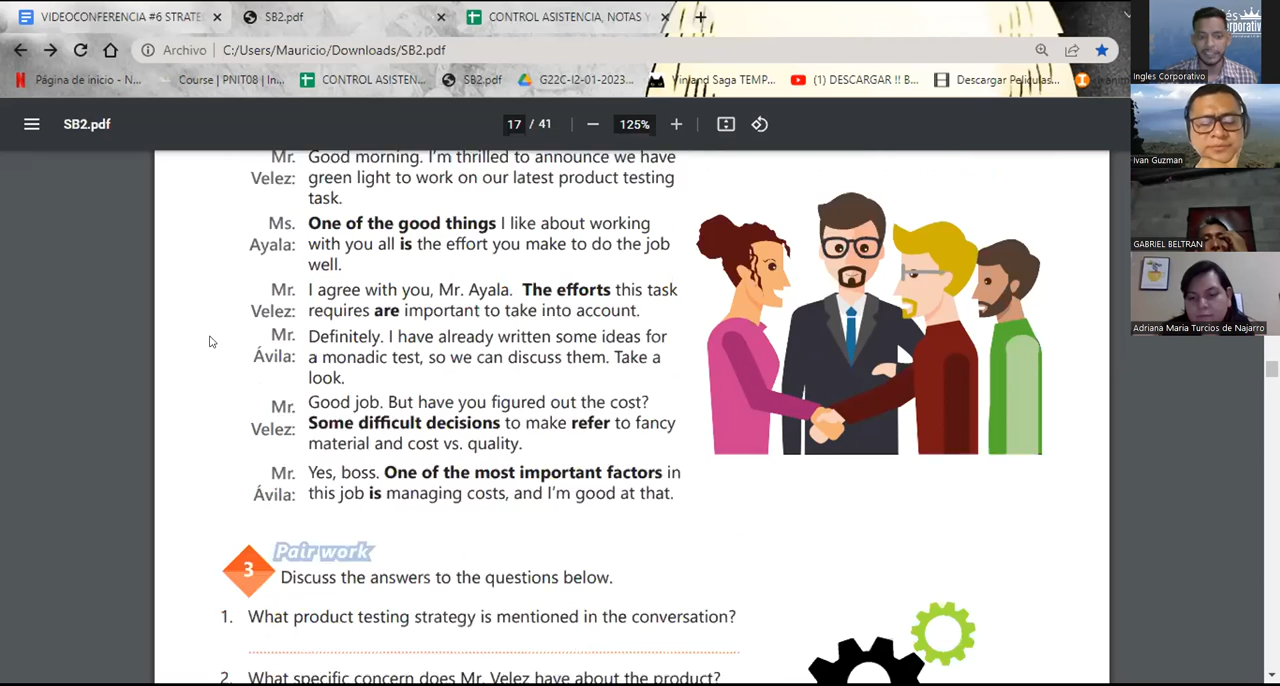 VIDEOCONFERENCIA #6 STRATE
SB2.pdf
CONTROL ASISTENCIA, NOTAS Y
Archivo
C:/Users/Mauricio/Downloads/SB2.pdf
Página de inicio - N...
Course | PNIT08 | In...
CONTROL ASISTEN...
SB2.pdf
G22C-I2-01-2023...
Vinland Saga TEMP...
(1) DESCARGAR !! B...
Descargar Películas...
SB2.pdf
17 / 41
125%
Ingles Corporativo
Ivan Guzman
GABRIEL BELTRAN
Adriana Maria Turcios de Najarro
Mr. Good morning. I'm thrilled to announce we have
Velez: green light to work on our latest product testing
task.
Ms. One of the good things I like about working
Ayala: with you all is the effort you make to do the job
well.
Mr. I agree with you, Mr. Ayala. The efforts this task
Velez: requires are important to take into account.
Mr. Definitely. I have already written some ideas for
Ávila: a monadic test, so we can discuss them. Take a
look.
Mr. Good job. But have you figured out the cost?
Velez: Some difficult decisions to make refer to fancy
material and cost vs. quality.
Mr. Yes, boss. One of the most important factors in
Ávila: this job is managing costs, and I'm good at that.
3
Pair work
Discuss the answers to the questions below.
1. What product testing strategy is mentioned in the conversation?
2. What specific concern does Mr. Velez have about the product?